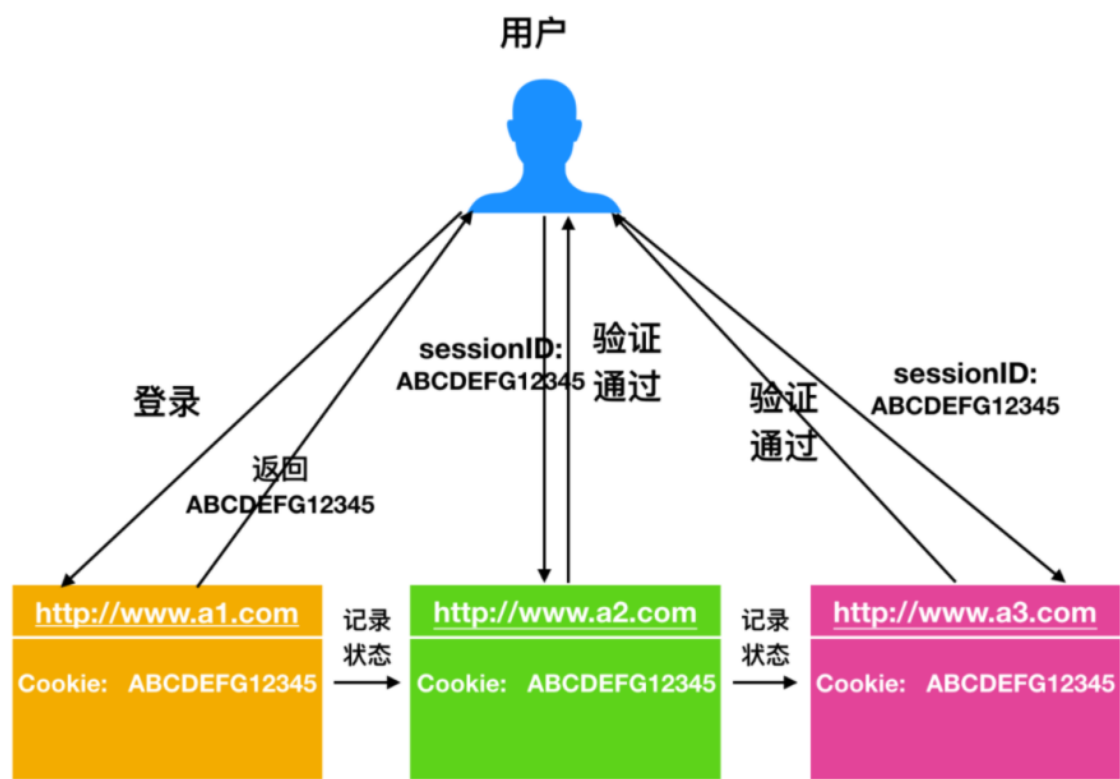 用户
sessionID:
ABCDEFG12345
验证
通过
sessionID:
ABCDEFG12345
登录
验证
通过
返回
ABCDEFG12345
http://www.a1.com
记录
状态
http://www.a2.com
记录
状态
http://www.a3.com
Cookie: ABCDEFG12345
Cookie: ABCDEFG12345
Cookie: ABCDEFG12345